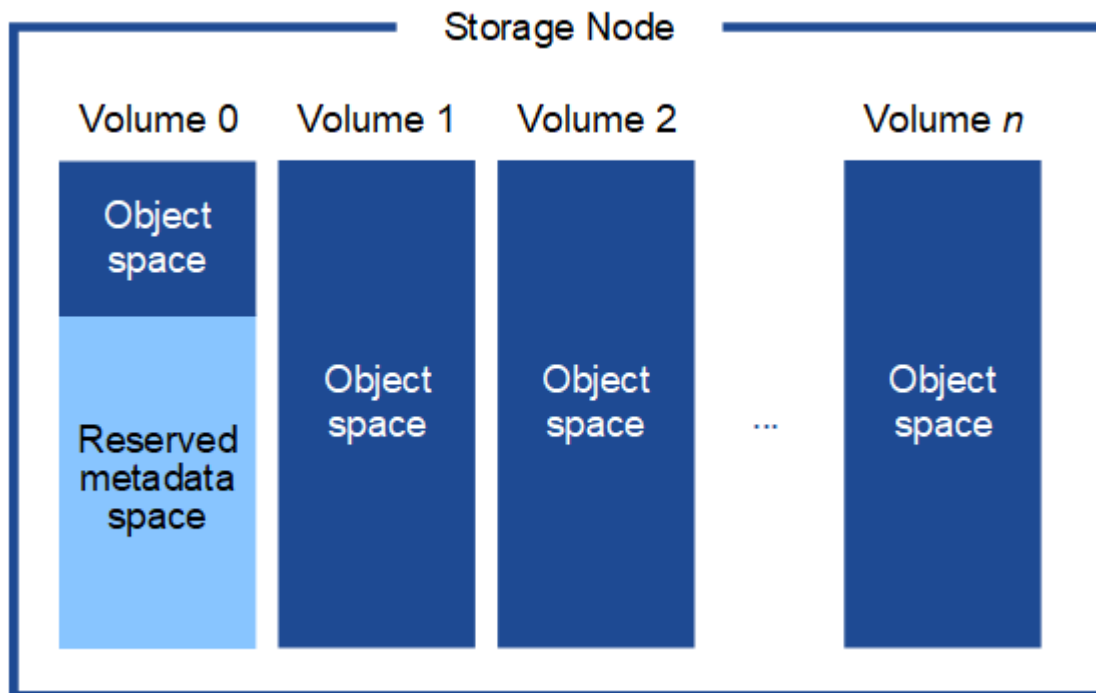 Storage Node
Volume 0
Volume 1
Volume 2
Volume n
Object
space
Reserved
metadata
space
Object
space
Object
space
...
Object
space